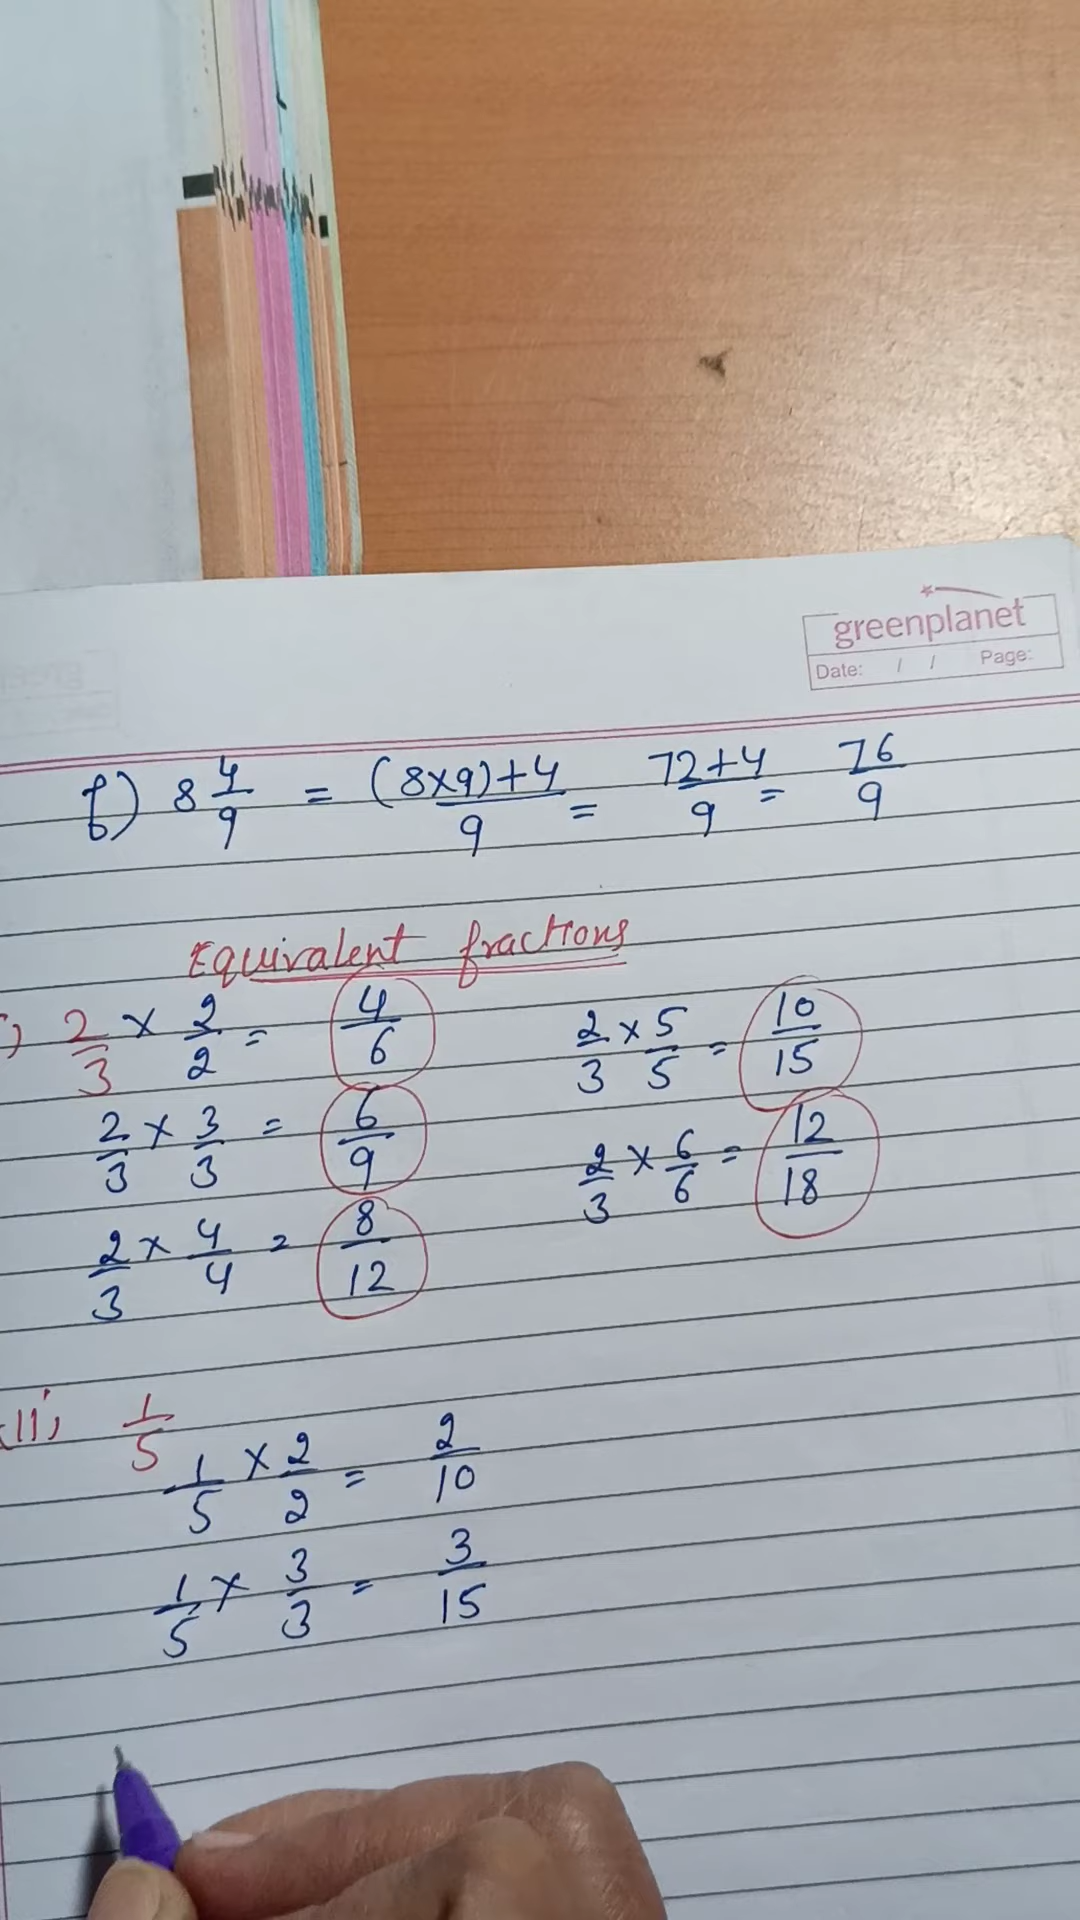 greenplanet
Date: / / Page:
f) 8 4/9 = (8×9)+4/9 = 72+4/9 = 76/9
Equivalent fractions
) 2/3 × 2/2 = 4/6
2/3 × 3/3 = 6/9
2/3 × 4/4 = 8/12
2/3 × 5/5 = 10/15
2/3 × 6/6 = 12/18
ii, 1/5
1/5 × 2/2 = 2/10
1/5 × 3/3 = 3/15